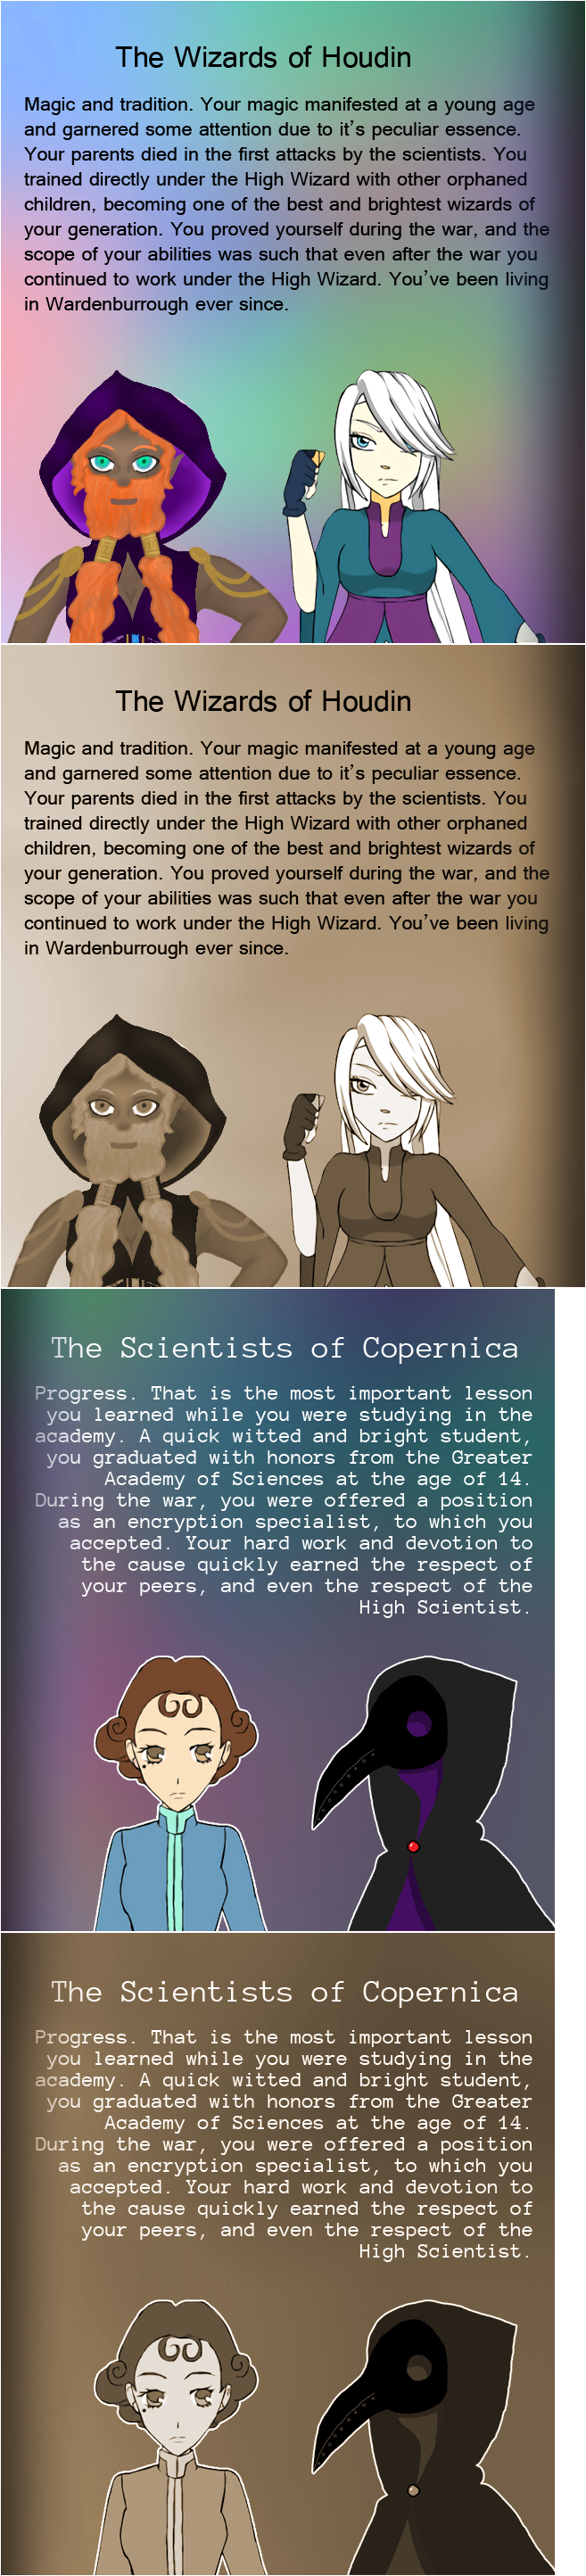 The Wizards of Houdin
Magic and tradition. Your magic manifested at a young age
and garnered some attention due to it's peculiar essence.
Your parents died in the first attacks by the scientists. You
trained directly under the High Wizard with other orphaned
children, becoming one of the best and brightest wizards of
your generation. You proved yourself during the war, and the
scope of your abilities was such that even after the war you
continued to work under the High Wizard. You've been living
in Wardenburrough ever since.
The Wizards of Houdin
Magic and tradition. Your magic manifested at a young age
and garnered some attention due to it's peculiar essence.
Your parents died in the first attacks by the scientists. You
trained directly under the High Wizard with other orphaned
children, becoming one of the best and brightest wizards of
your generation. You proved yourself during the war, and the
scope of your abilities was such that even after the war you
continued to work under the High Wizard. You've been living
in Wardenburrough ever since.
The Scientists of Copernica
Progress. That is the most important lesson
you learned while you were studying in the
academy. A quick witted and bright student,
you graduated with honors from the Greater
Academy of Sciences at the age of 14.
During the war, you were offered a position
as an encryption specialist, to which you
accepted. Your hard work and devotion to
the cause quickly earned the respect of
your peers, and even the respect of the
High Scientist.
The Scientists of Copernica
Progress. That is the most important lesson
you learned while you were studying in the
academy. A quick witted and bright student,
you graduated with honors from the Greater
Academy of Sciences at the age of 14.
During the war, you were offered a position
as an encryption specialist, to which you
accepted. Your hard work and devotion to
the cause quickly earned the respect of
your peers, and even the respect of the
High Scientist.